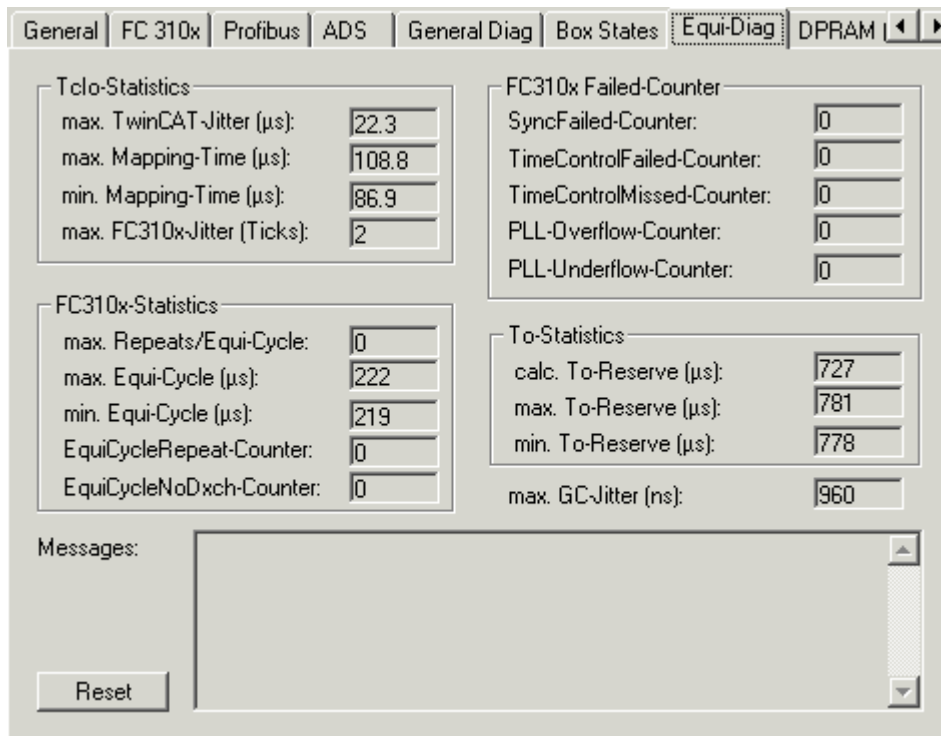 General FC 310x Profibus ADS General Diag Box States Equi-Diag DPRAM
TcIo-Statistics
max. TwinCAT-Jitter (µs): 22.3
max. Mapping-Time (µs): 108.8
min. Mapping-Time (µs): 86.9
max. FC310x-Jitter (Ticks): 2
FC310x-Statistics
max. Repeats/Equi-Cycle: 0
max. Equi-Cycle (µs): 222
min. Equi-Cycle (µs): 219
EquiCycleRepeat-Counter: 0
EquiCycleNoDxch-Counter: 0
FC310x Failed-Counter
SyncFailed-Counter: 0
TimeControlFailed-Counter: 0
TimeControlMissed-Counter: 0
PLL-Overflow-Counter: 0
PLL-Underflow-Counter: 0
To-Statistics
calc. To-Reserve (µs): 727
max. To-Reserve (µs): 781
min. To-Reserve (µs): 778
max. GC-Jitter (ns): 960
Messages:
Reset